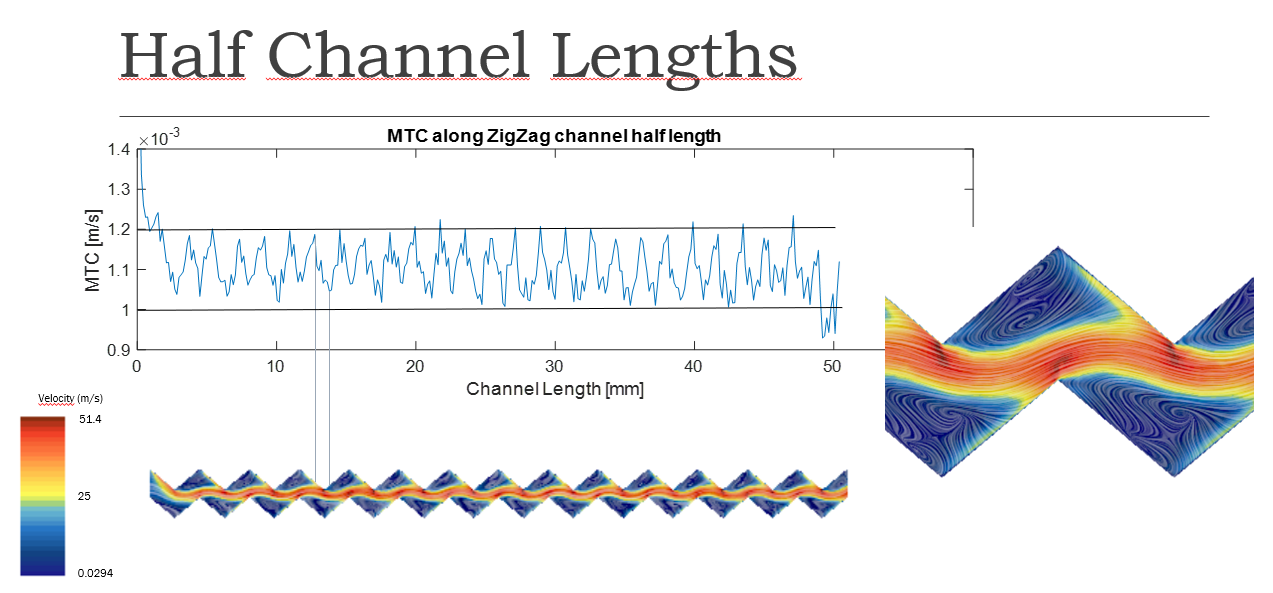 Half Channel Lengths
MTC along ZigZag channel half length
×10-3
1.4
1.3
1.2
1.1
1
0.9
MTC [m/s]
0 10 20 30 40 50
Channel Length [mm]
Velocity (m/s)
51.4
25
0.0294